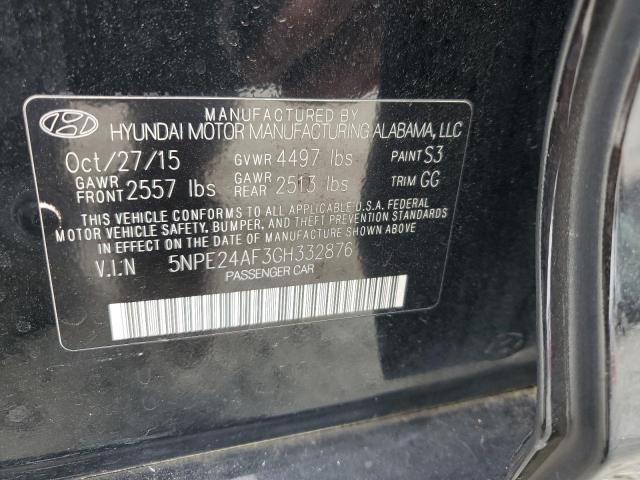 MANUFACTURED BY
HYUNDAI MOTOR MANUFACTURING ALABAMA, LLC
Oct/27/15 GVWR 4497 lbs PAINT S3
GAWR FRONT 2557 lbs GAWR REAR 2513 lbs TRIM GG
THIS VEHICLE CONFORMS TO ALL APPLICABLE U.S.A. FEDERAL
MOTOR VEHICLE SAFETY, BUMPER, AND THEFT PREVENTION STANDARDS
IN EFFECT ON THE DATE OF MANUFACTURE SHOWN ABOVE.
V.I.N 5NPE24AF3GH332876
PASSENGER CAR